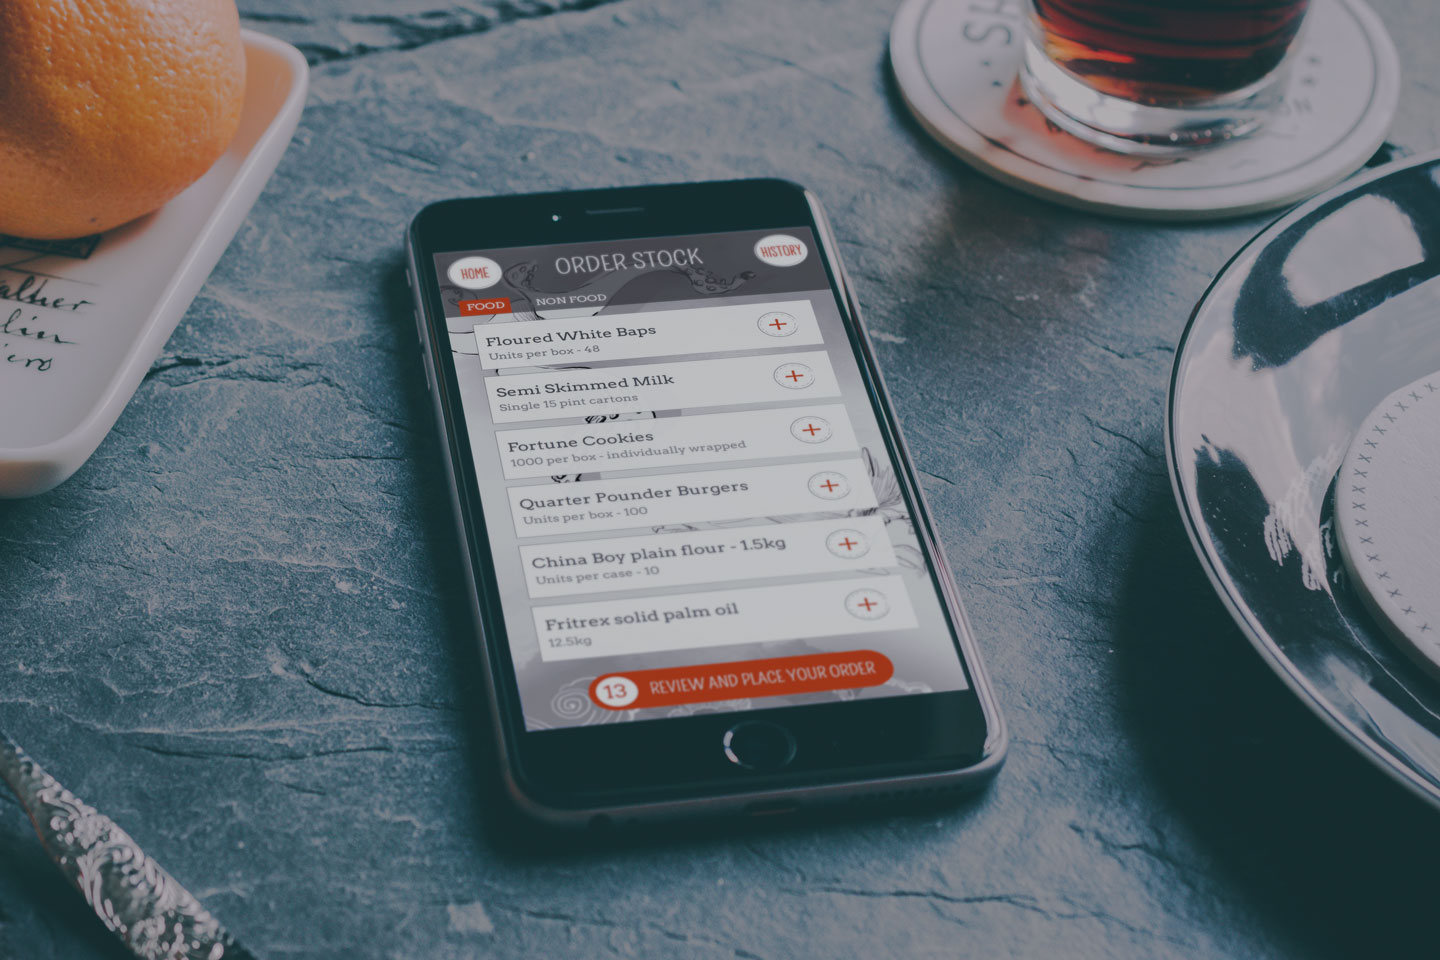 HOME
ORDER STOCK
HISTORY
FOOD
NON FOOD
Floured White Baps
Units per box - 48
Semi Skimmed Milk
Single 15 pint cartons
Fortune Cookies
1000 per box - individually wrapped
Quarter Pounder Burgers
Units per box - 100
China Boy plain flour - 1.5kg
Units per case - 10
Fritrex solid palm oil
12.5kg
13 REVIEW AND PLACE YOUR ORDER
SH